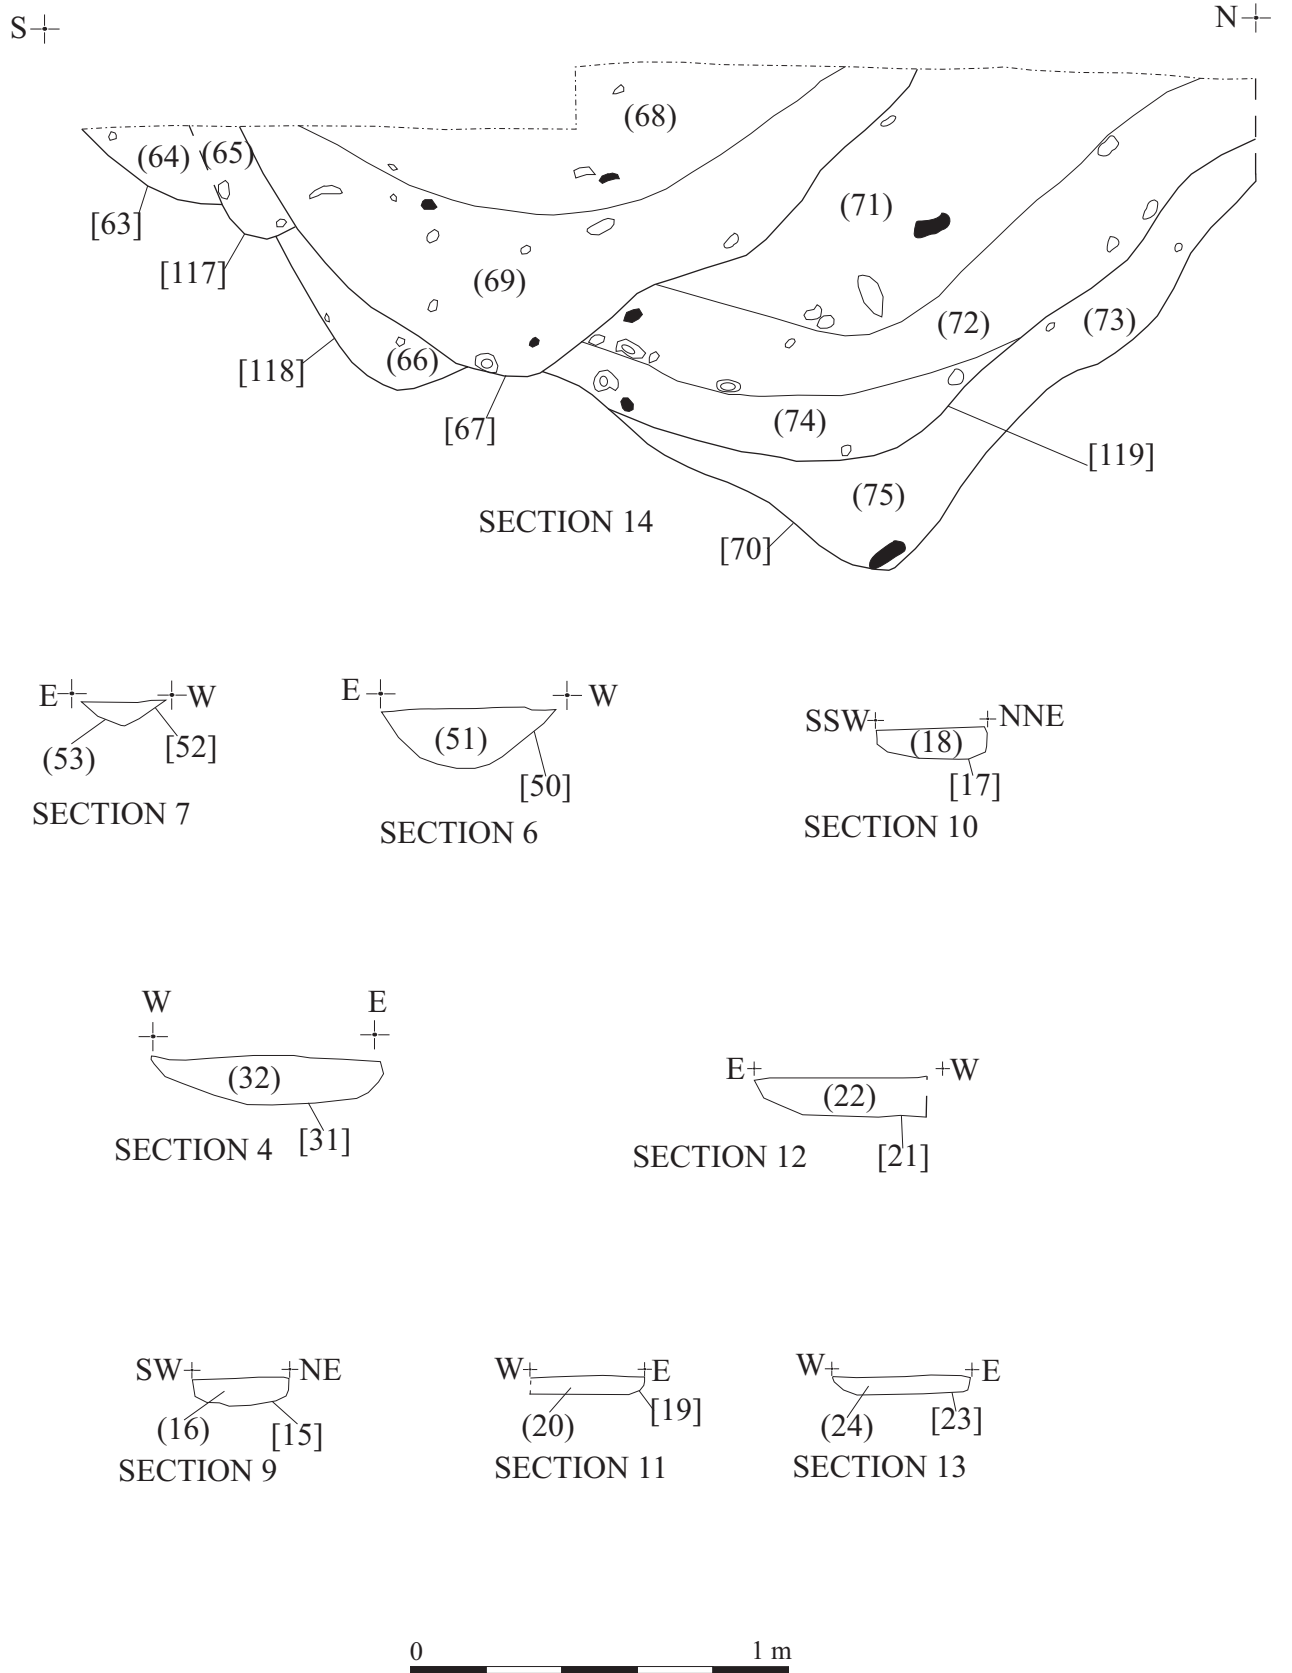 S N
(68)
(64) (65)
(71)
[63]
[117]
(69)
(72) (73)
(66)
[118]
(74)
[67]
[119]
(75)
SECTION 14
[70]
E W
(53) [52]
SECTION 7
E W
(51)
[50]
SECTION 6
SSW NNE
(18)
[17]
SECTION 10
W E
(32)
[31]
SECTION 4
E W
(22)
[21]
SECTION 12
SW NE
(16) [15]
SECTION 9
W E
(20) [19]
SECTION 11
W E
(24) [23]
SECTION 13
0 1 m